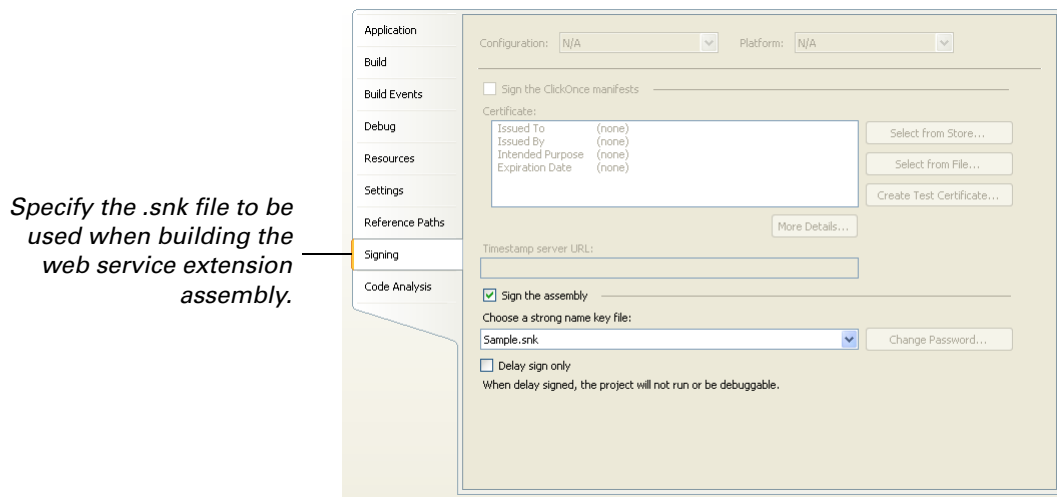 Application
Build
Build Events
Debug
Resources
Settings
Reference Paths
Signing
Code Analysis
Specify the .snk file to be
used when building the
web service extension
assembly.
Configuration: N/A Platform: N/A
Sign the ClickOnce manifests
Certificate:
Issued To (none)
Issued By (none)
Intended Purpose (none)
Expiration Date (none)
Select from Store...
Select from File...
Create Test Certificate...
More Details...
Timestamp server URL:
Sign the assembly
Choose a strong name key file:
Sample.snk Change Password...
Delay sign only
When delay signed, the project will not run or be debuggable.